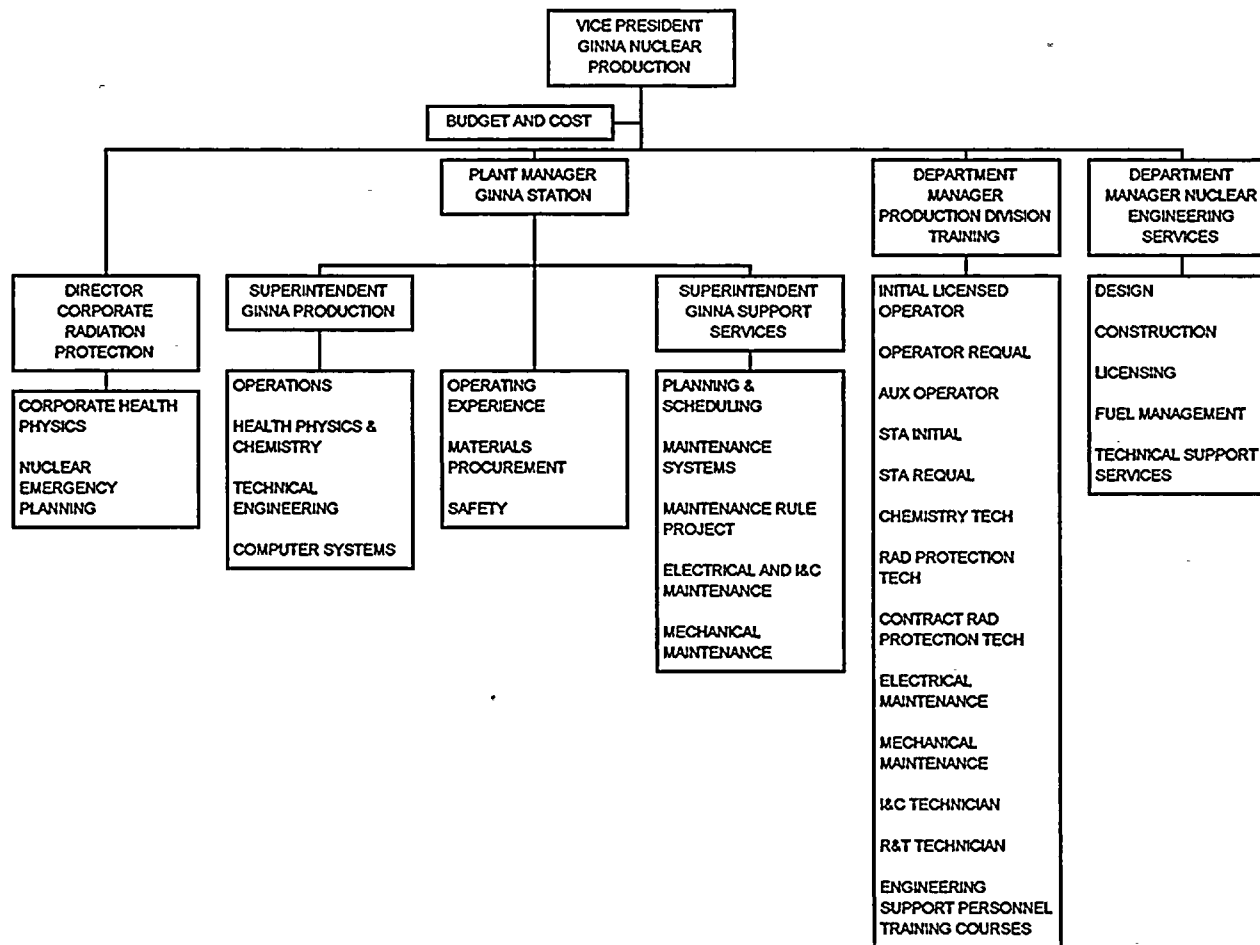 VICE PRESIDENT
GINNA NUCLEAR
PRODUCTION
BUDGET AND COST
PLANT MANAGER
GINNA STATION
DEPARTMENT
MANAGER
PRODUCTION DIVISION
TRAINING
DEPARTMENT
MANAGER NUCLEAR
ENGINEERING
SERVICES
DIRECTOR
CORPORATE
RADIATION
PROTECTION
SUPERINTENDENT
GINNA PRODUCTION
SUPERINTENDENT
GINNA SUPPORT
SERVICES
CORPORATE HEALTH
PHYSICS
NUCLEAR
EMERGENCY
PLANNING
OPERATIONS
HEALTH PHYSICS &
CHEMISTRY
TECHNICAL
ENGINEERING
COMPUTER SYSTEMS
OPERATING
EXPERIENCE
MATERIALS
PROCUREMENT
SAFETY
PLANNING &
SCHEDULING
MAINTENANCE
SYSTEMS
MAINTENANCE RULE
PROJECT
ELECTRICAL AND I&C
MAINTENANCE
MECHANICAL
MAINTENANCE
INITIAL LICENSED
OPERATOR
OPERATOR REQUAL
AUX OPERATOR
STA INITIAL
STA REQUAL
CHEMISTRY TECH
RAD PROTECTION
TECH
CONTRACT RAD
PROTECTION TECH
ELECTRICAL
MAINTENANCE
MECHANICAL
MAINTENANCE
I&C TECHNICIAN
R&T TECHNICIAN
ENGINEERING
SUPPORT PERSONNEL
TRAINING COURSES
DESIGN
CONSTRUCTION
LICENSING
FUEL MANAGEMENT
TECHNICAL SUPPORT
SERVICES